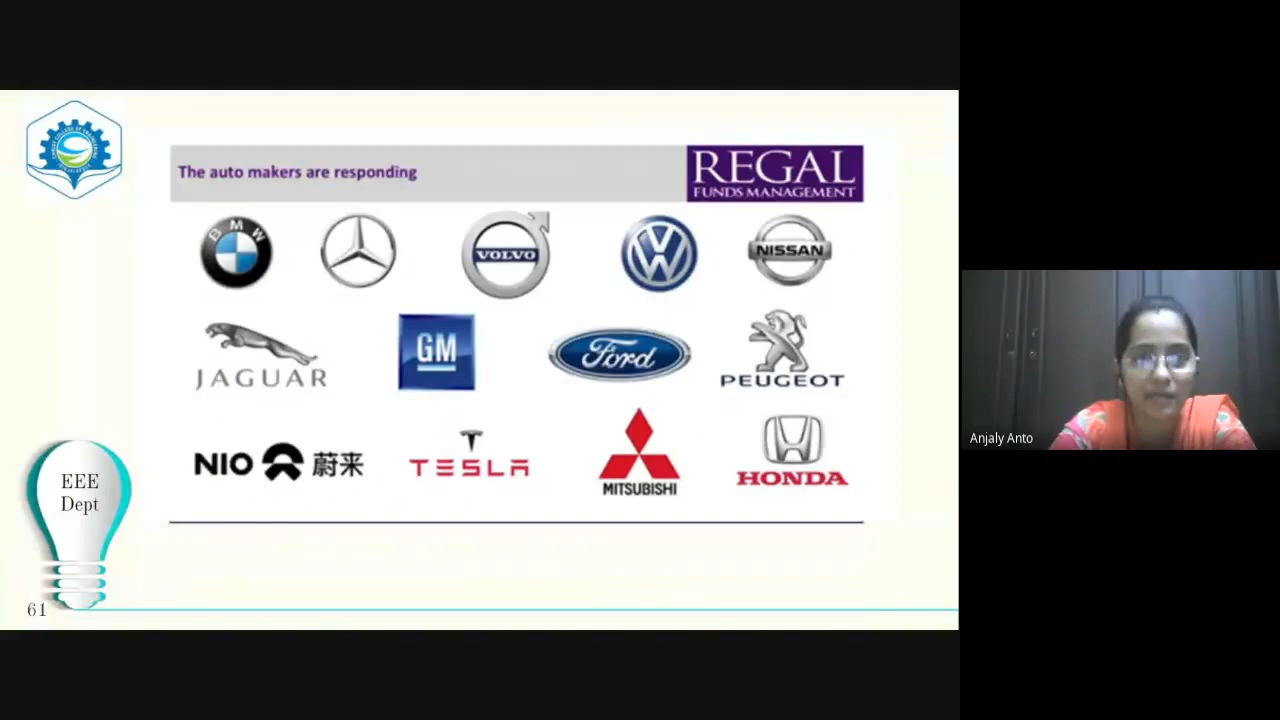 The auto makers are responding
REGAL
FUNDS MANAGEMENT
BMW
VOLVO
NISSAN
JAGUAR
GM
Ford
PEUGEOT
NIO 蔚来
TESLA
MITSUBISHI
HONDA
EEE
Dept
61
Anjaly Anto